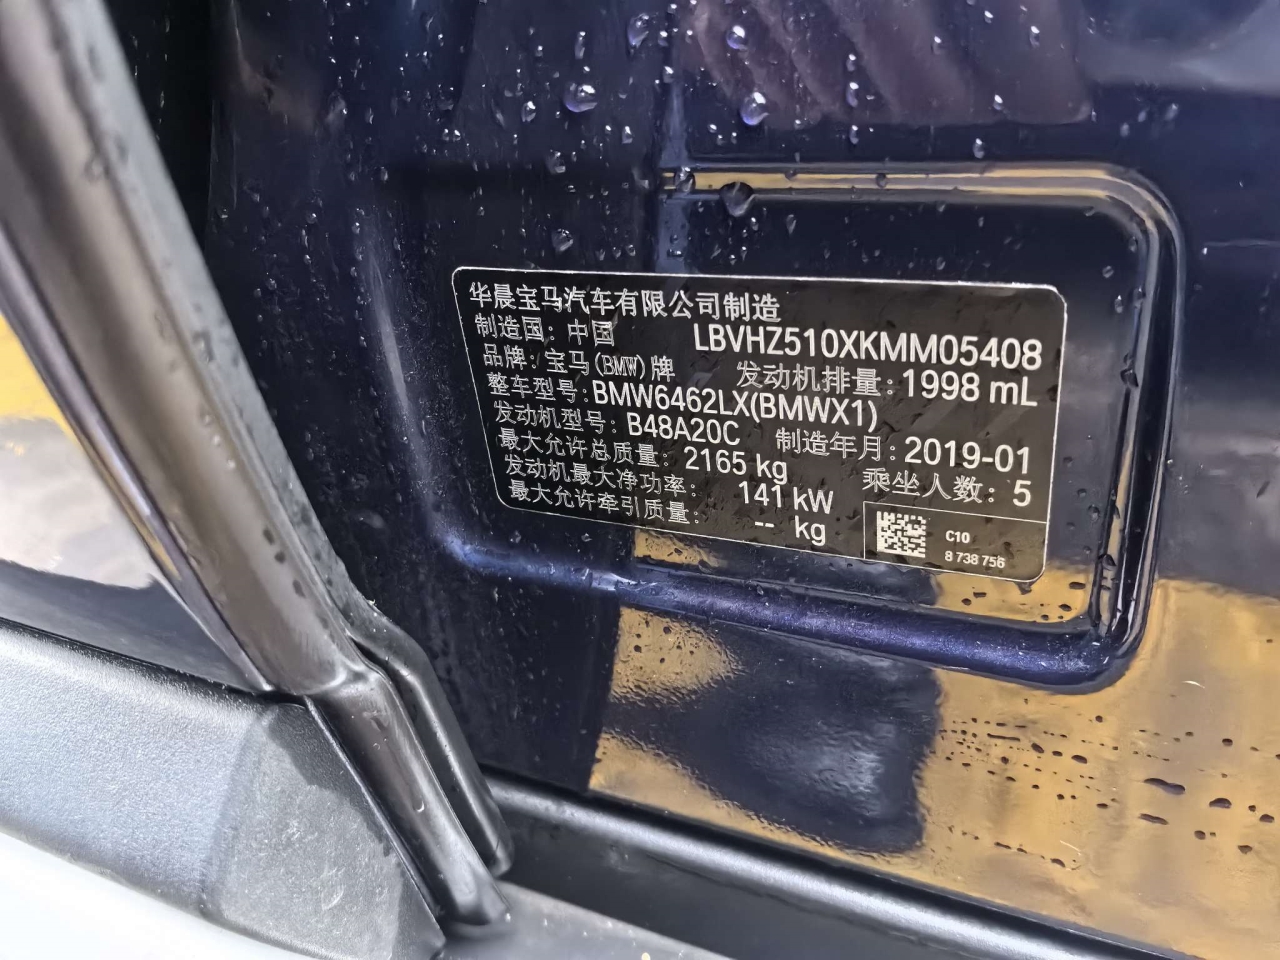 华晨宝马汽车有限公司制造
制造国: 中国 LBVHZ510XKMM05408
品牌: 宝马(BMW)牌 发动机排量: 1998 mL
整车型号: BMW6462LX(BMWX1)
发动机型号: B48A20C 制造年月: 2019-01
最大允许总质量: 2165 kg 乘坐人数: 5
发动机最大净功率: 141 kW
最大允许牵引质量: -- kg
C10
8 738 756